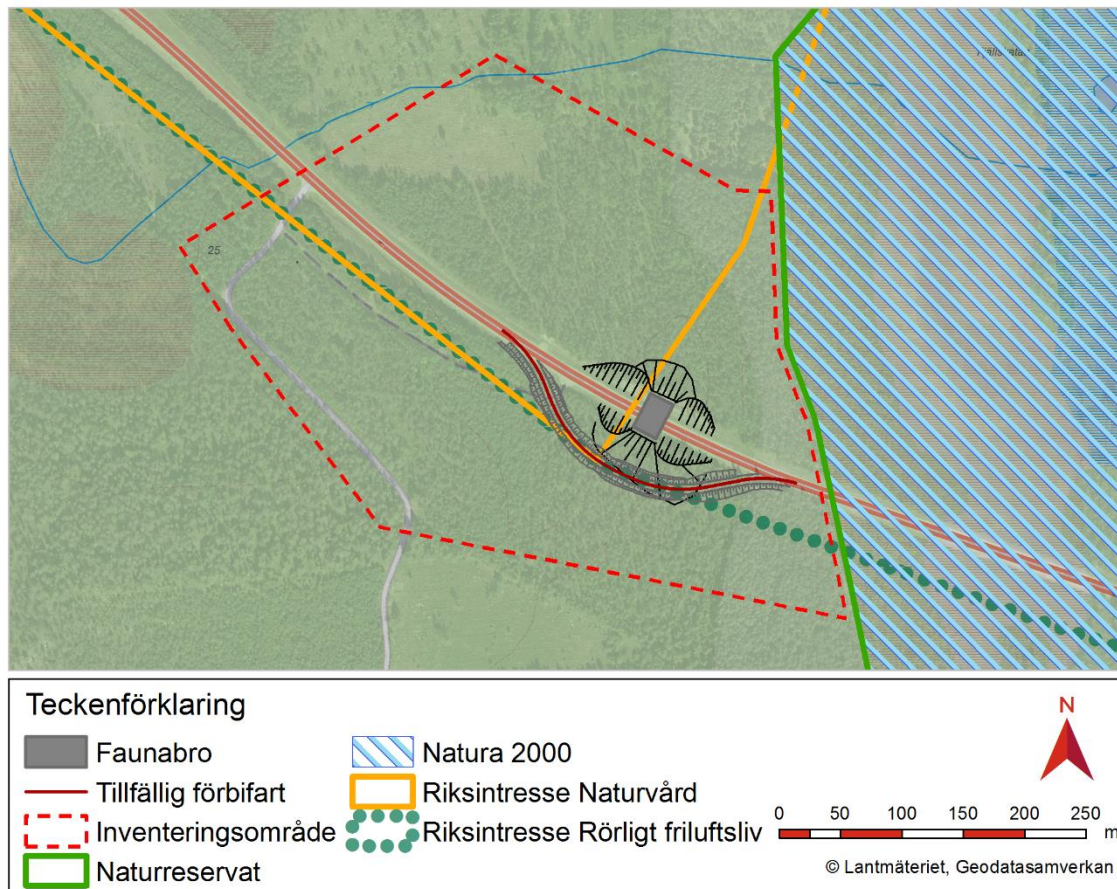 25
Teckenförklaring
Faunabro
Tillfällig förbifart
Inventeringsområde
Naturreservat
Natura 2000
Riksintresse Naturvård
Riksintresse Rörligt friluftsliv
N
0 50 100 150 200 250
m
© Lantmäteriet, Geodatasamverkan